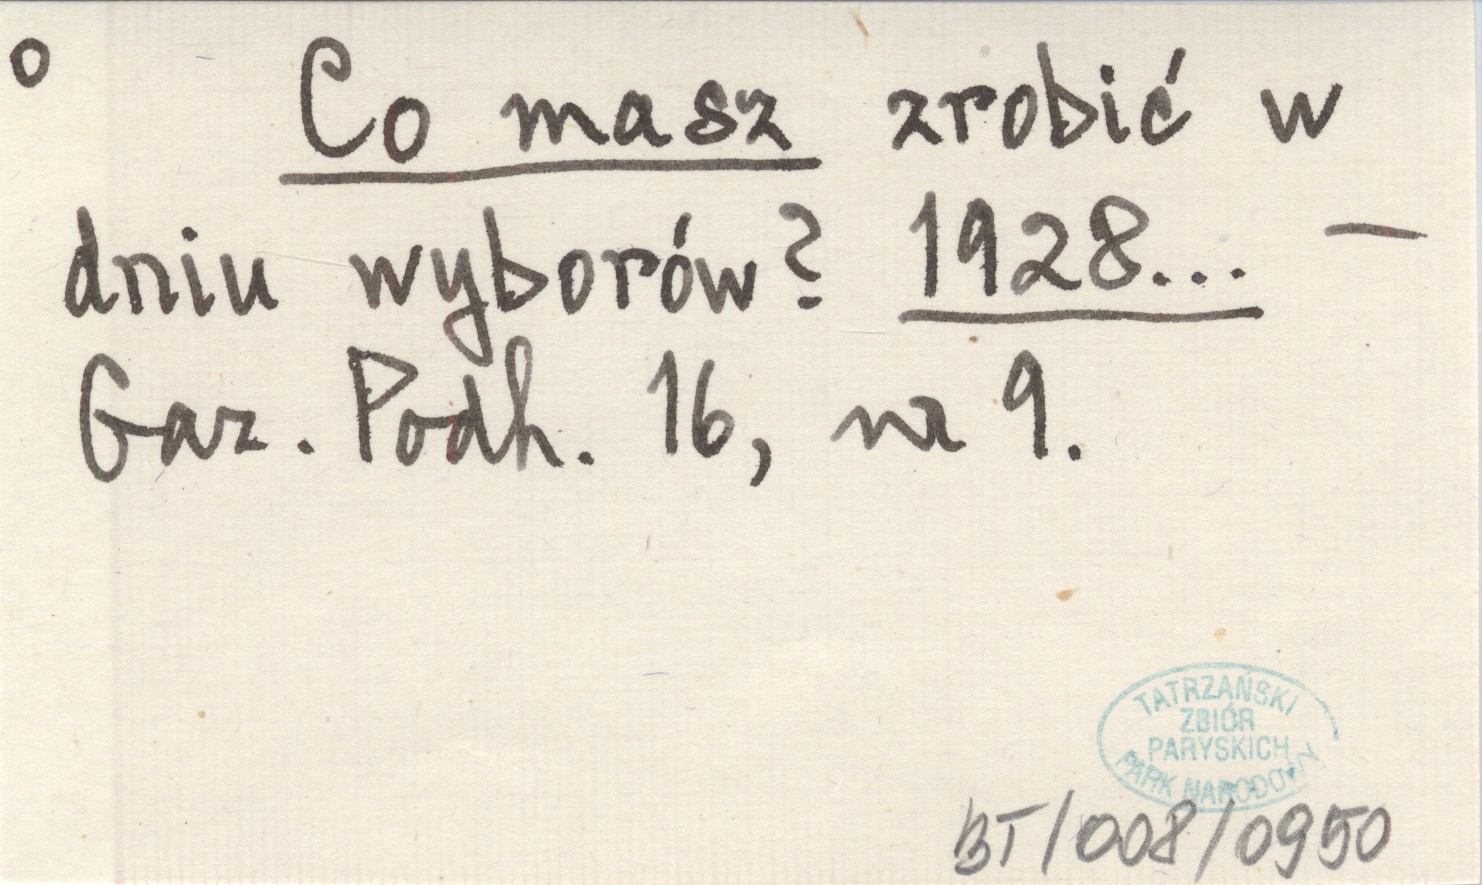 o Co masz zrobić w
dniu wyborów? 1928... —
Gaz. Podh. 16, nr 9.
TATRZAŃSKI
ZBIÓR
PARYSKICH
PARK NARODOWY
BT/008/0950